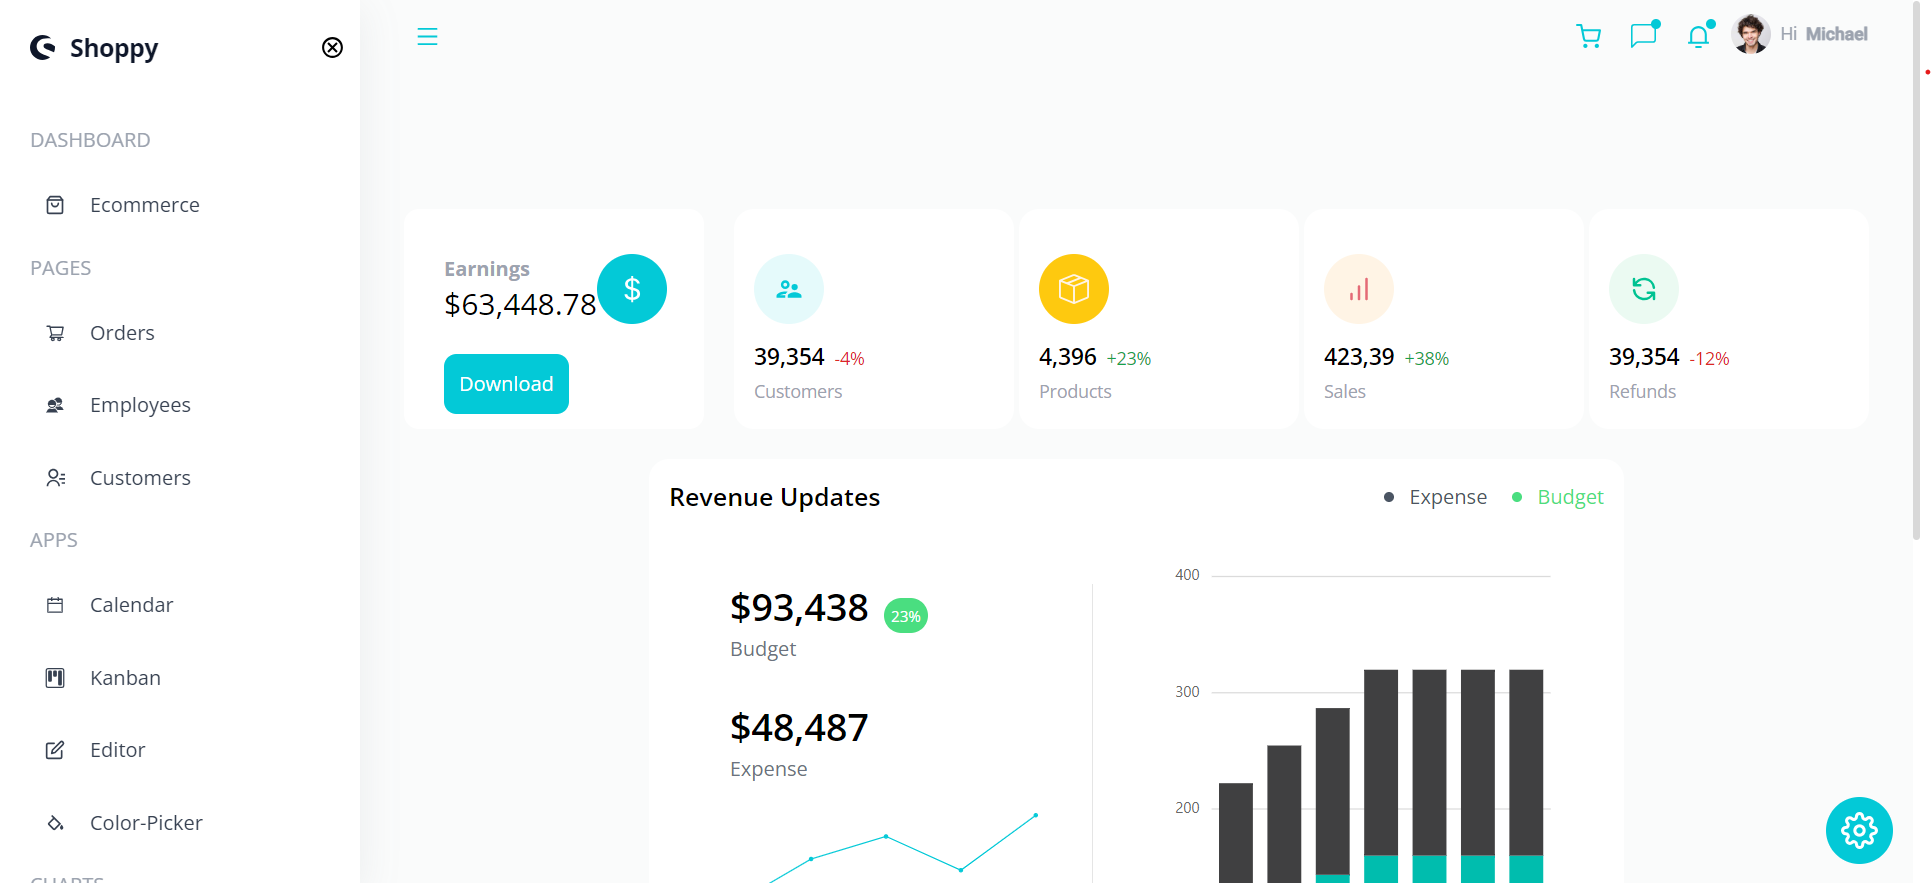 Shoppy
DASHBOARD
Ecommerce
PAGES
Orders
Employees
Customers
APPS
Calendar
Kanban
Editor
Color-Picker
CHARTS
Hi Michael
Earnings
$63,448.78
$
Download
39,354 -4%
Customers
4,396 +23%
Products
423,39 +38%
Sales
39,354 -12%
Refunds
Revenue Updates
Expense
Budget
$93,438 23%
Budget
$48,487
Expense
400
300
200